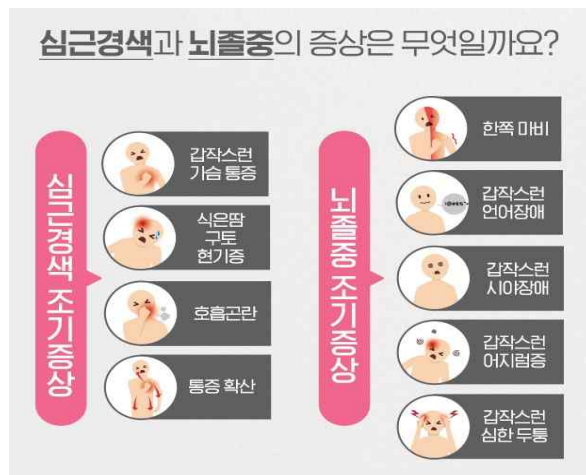 심근경색과 뇌졸중의 증상은 무엇일까요?
심근경색 조기증상
갑작스런
가슴 통증
식은땀
구토
현기증
호흡곤란
통증 확산
뇌졸중 조기증상
한쪽 마비
갑작스런
언어장애
갑작스런
시야장애
갑작스런
어지럼증
갑작스런
심한 두통